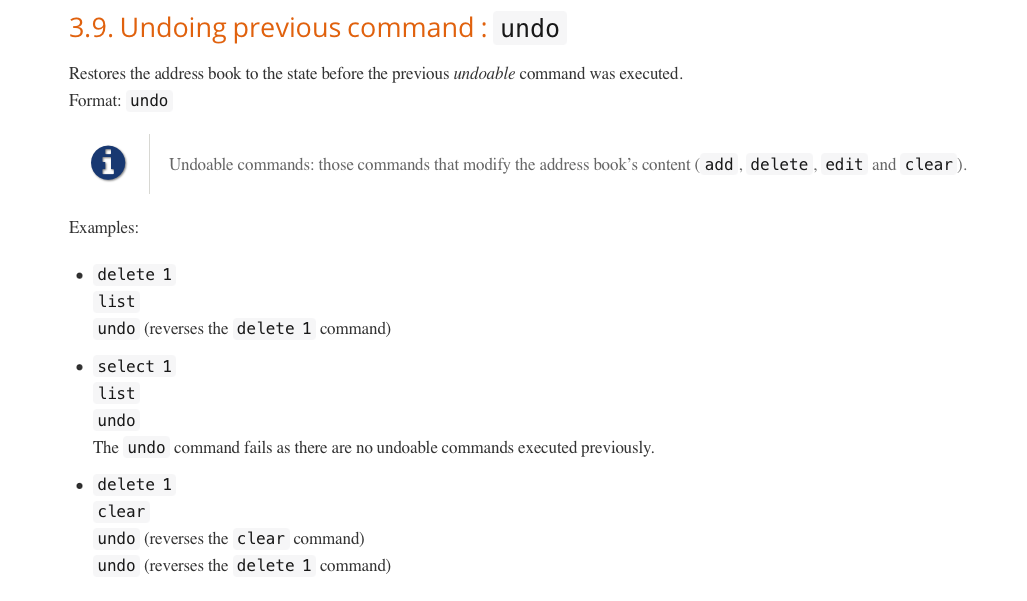 3.9. Undoing previous command : undo
Restores the address book to the state before the previous undoable command was executed.
Format: undo
Undoable commands: those commands that modify the address book’s content ( add , delete , edit and clear ).
Examples:
• delete 1
list
undo (reverses the delete 1 command)
• select 1
list
undo
The undo command fails as there are no undoable commands executed previously.
• delete 1
clear
undo (reverses the clear command)
undo (reverses the delete 1 command)